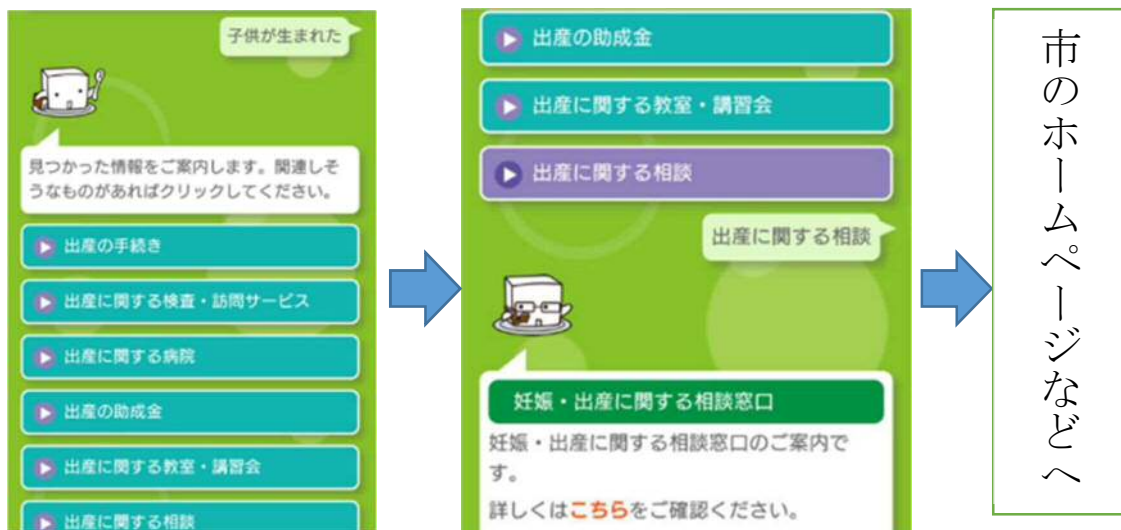 子供が生まれた
見つかった情報をご案内します。関連しそ
うなものがあればクリックしてください。
出産の手続き
出産に関する検査・訪問サービス
出産に関する病院
出産の助成金
出産に関する教室・講習会
出産に関する相談
出産の助成金
出産に関する教室・講習会
出産に関する相談
出産に関する相談
妊娠・出産に関する相談窓口
妊娠・出産に関する相談窓口のご案内で
す。
詳しくはこちらをご確認ください。
市のホームページなどへ